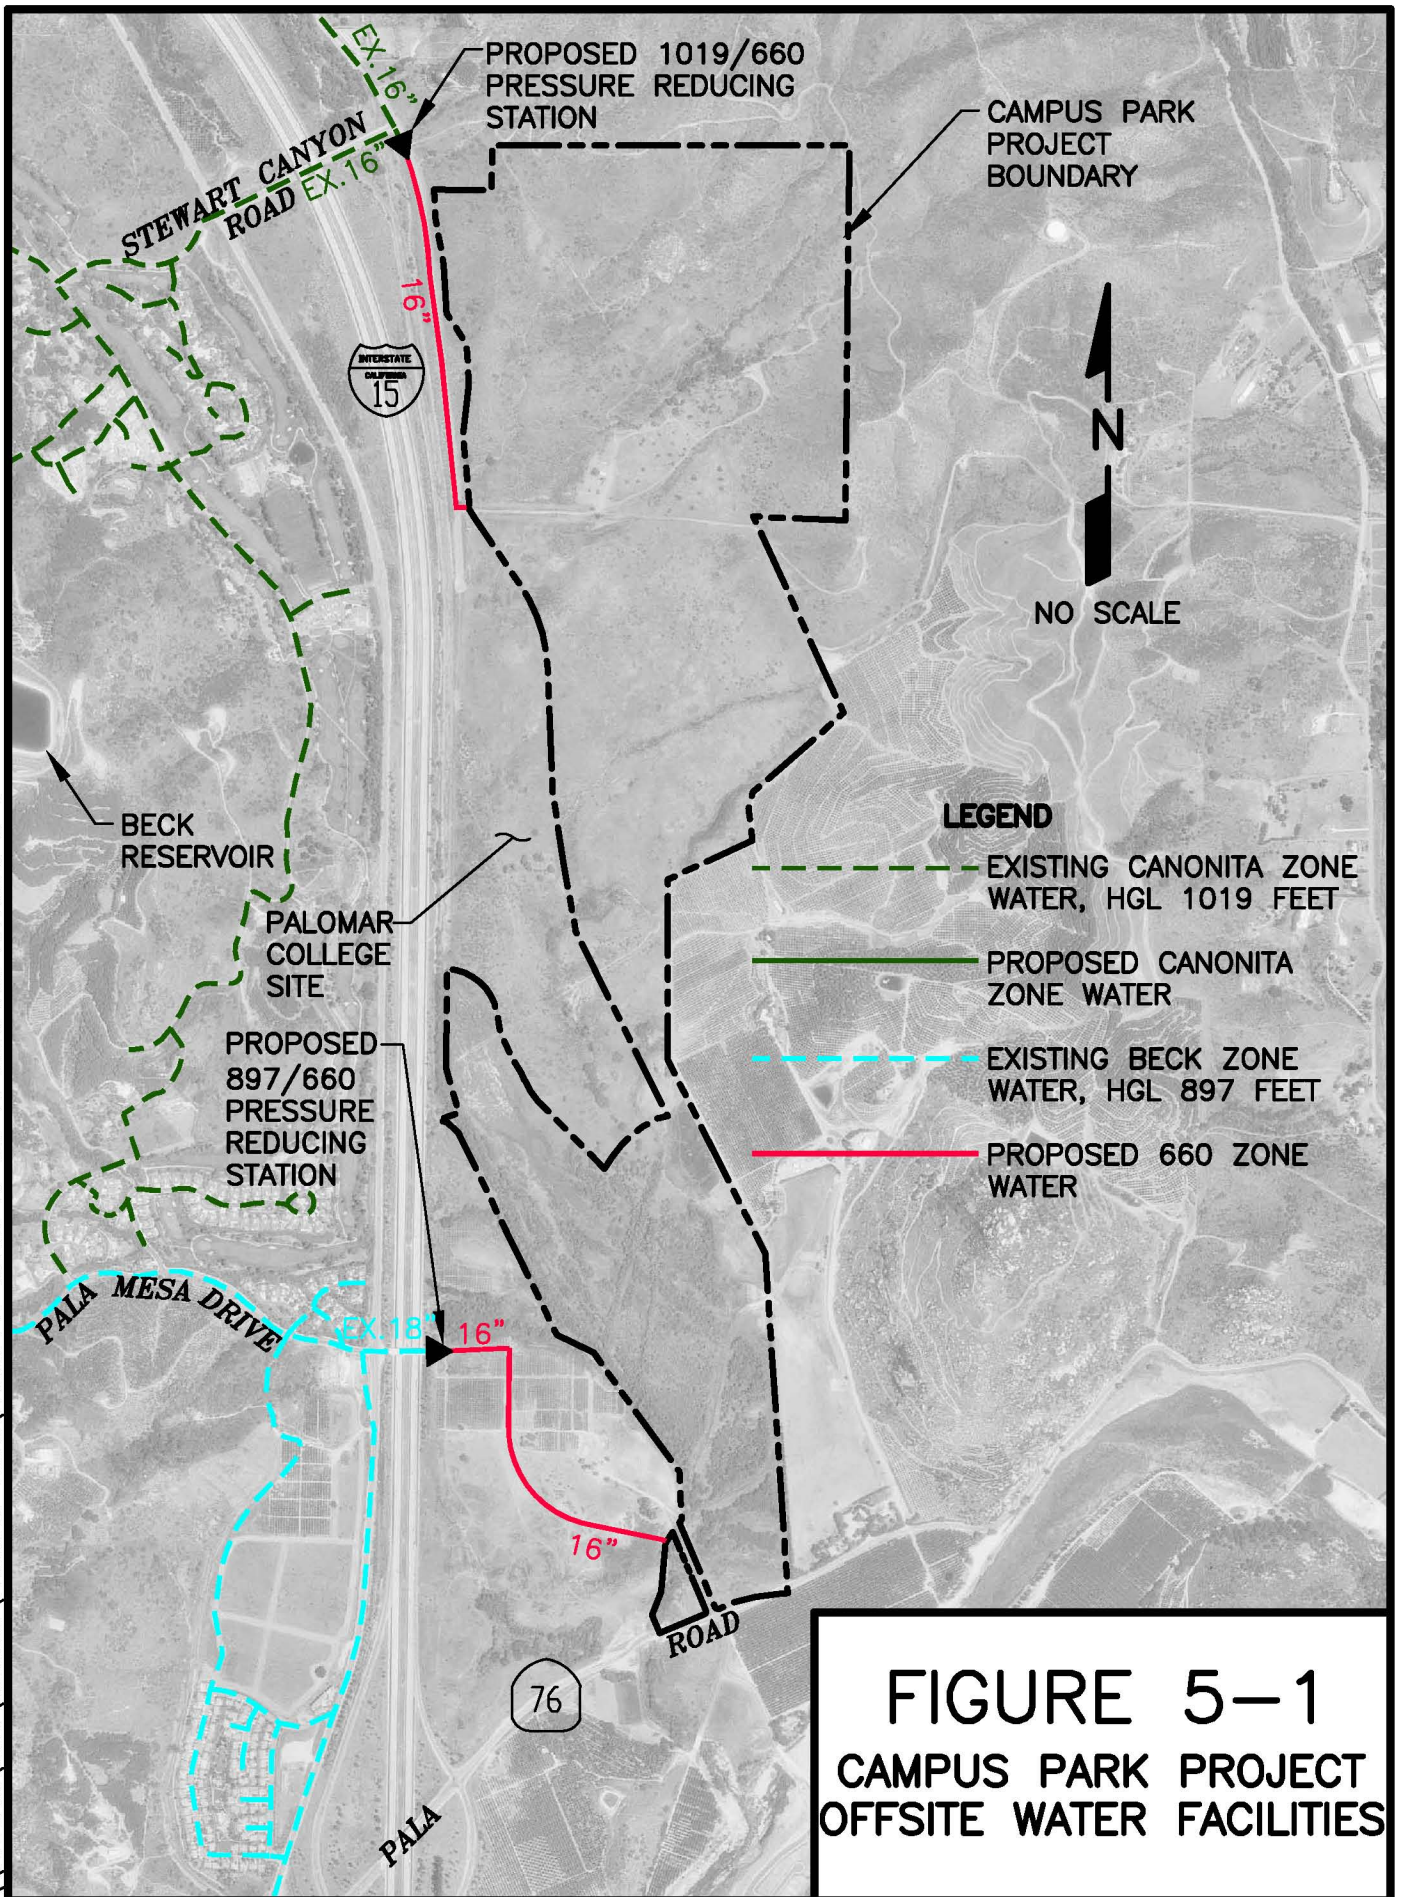 EX.16”
PROPOSED 1019/660
PRESSURE REDUCING
STATION
CAMPUS PARK
PROJECT
BOUNDARY
STEWART CANYON
ROAD
EX.16”
16”
INTERSTATE
CALIFORNIA
15
N
NO SCALE
BECK
RESERVOIR
LEGEND
EXISTING CANONITA ZONE
WATER, HGL 1019 FEET
PROPOSED CANONITA
ZONE WATER
EXISTING BECK ZONE
WATER, HGL 897 FEET
PROPOSED 660 ZONE
WATER
PALOMAR
COLLEGE
SITE
PROPOSED
897/660
PRESSURE
REDUCING
STATION
PALA MESA DRIVE
EX.18”
16”
16”
ROAD
76
PALA
FIGURE 5-1
CAMPUS PARK PROJECT
OFFSITE WATER FACILITIES